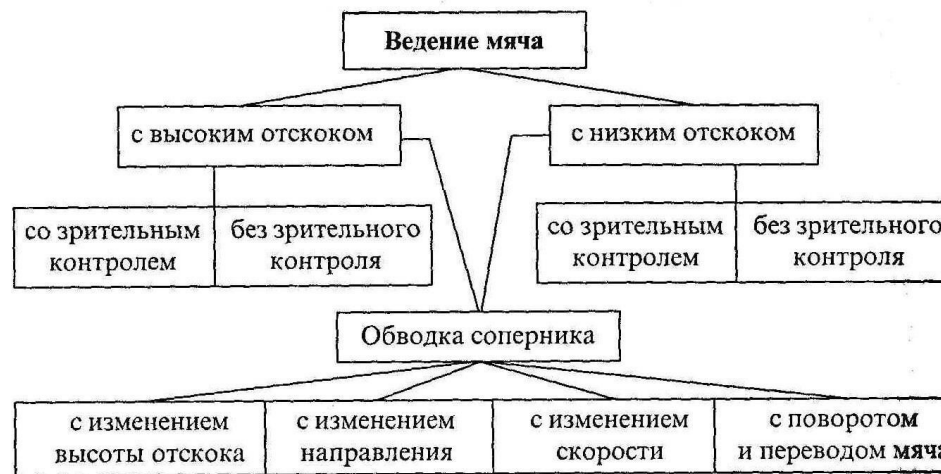 Ведение мяча
с высоким отскоком
с низким отскоком
со зрительным
контролем
без зрительного
контроля
со зрительным
контролем
без зрительного
контроля
Обводка соперника
с изменением
высоты отскока
с изменением
направления
с изменением
скорости
с поворотом
и переводом мяча